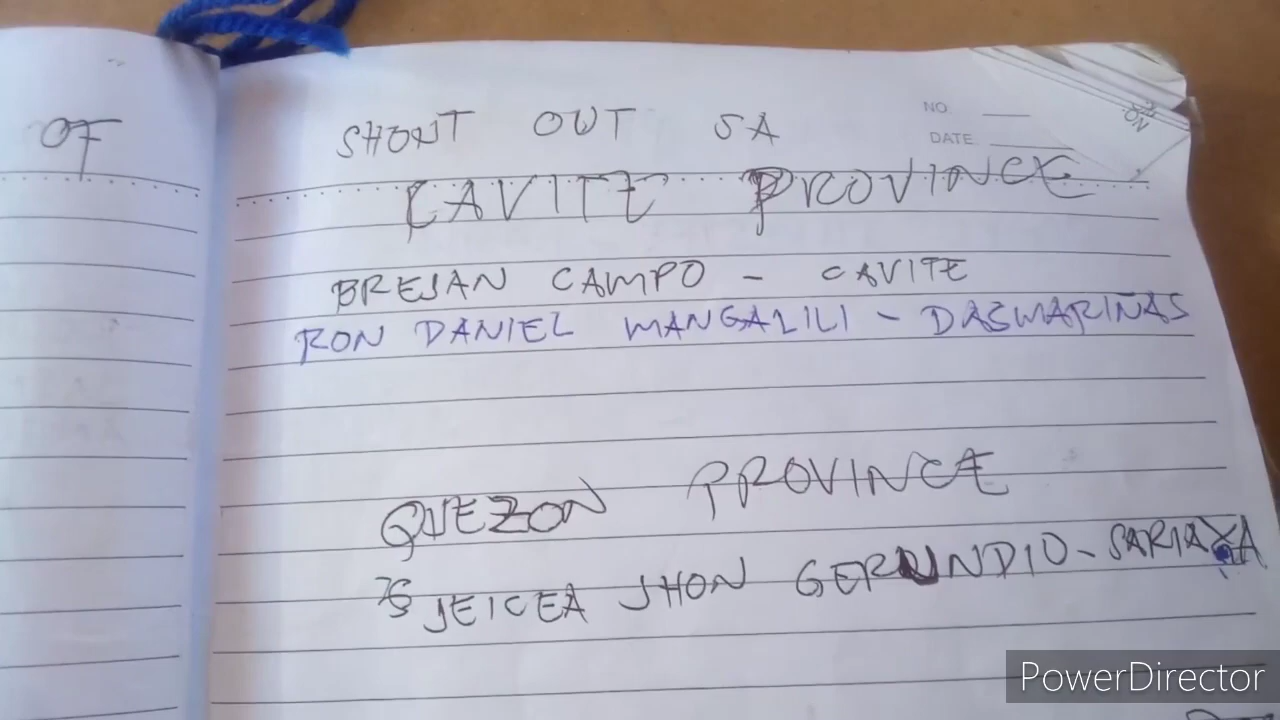 OF
SHOUT OUT SA
NO.
DATE
CAVITE PROVINCE
BREJAN CAMPO - CAVITE
RON DANIEL MANGALILI - DASMARIÑAS
QUEZON PROVINCE
JEICEA JHON GERUNDIO - SARIAYA
PowerDirector